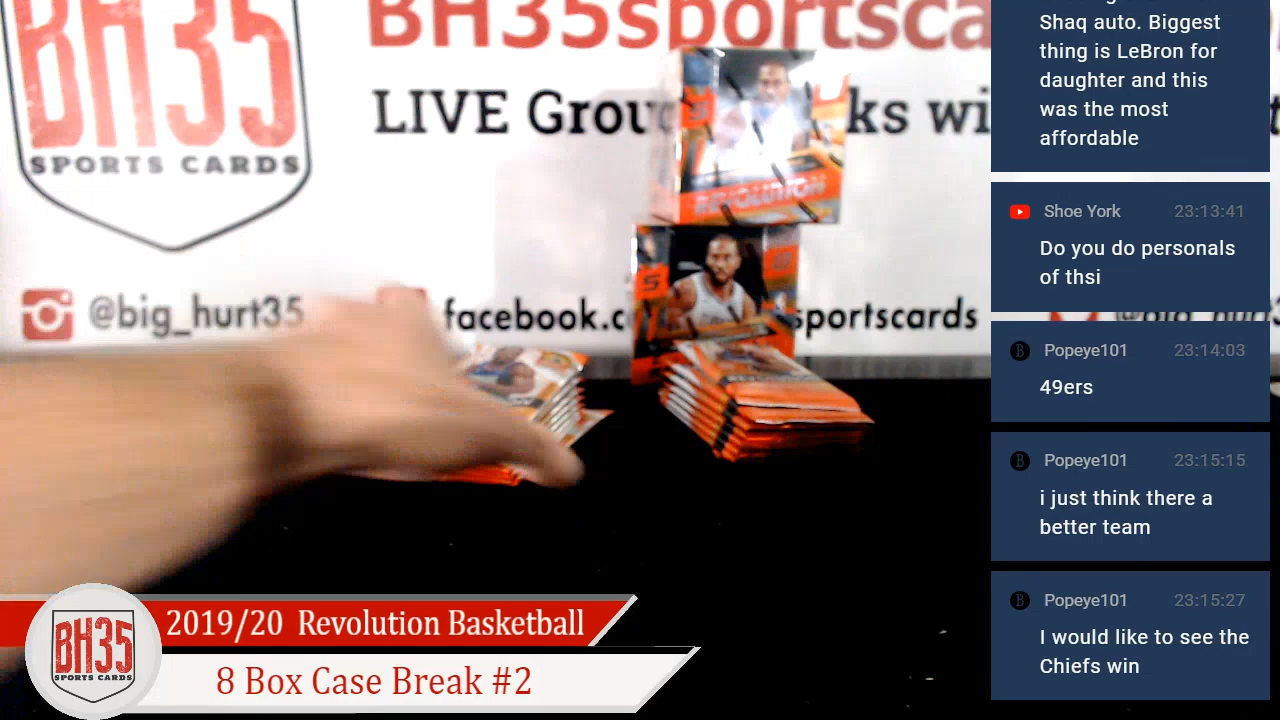 BH35
SPORTS CARDS
BH35sportsca
LIVE Grou
ks wi
REVOLUTION
@big_hurt35
facebook.c
sportscards
2019/20 Revolution Basketball
8 Box Case Break #2
BH35
SPORTS CARDS
Shaq auto. Biggest
thing is LeBron for
daughter and this
was the most
affordable
Shoe York 23:13:41
Do you do personals
of thsi
Popeye101 23:14:03
49ers
Popeye101 23:15:15
i just think there a
better team
Popeye101 23:15:27
I would like to see the
Chiefs win